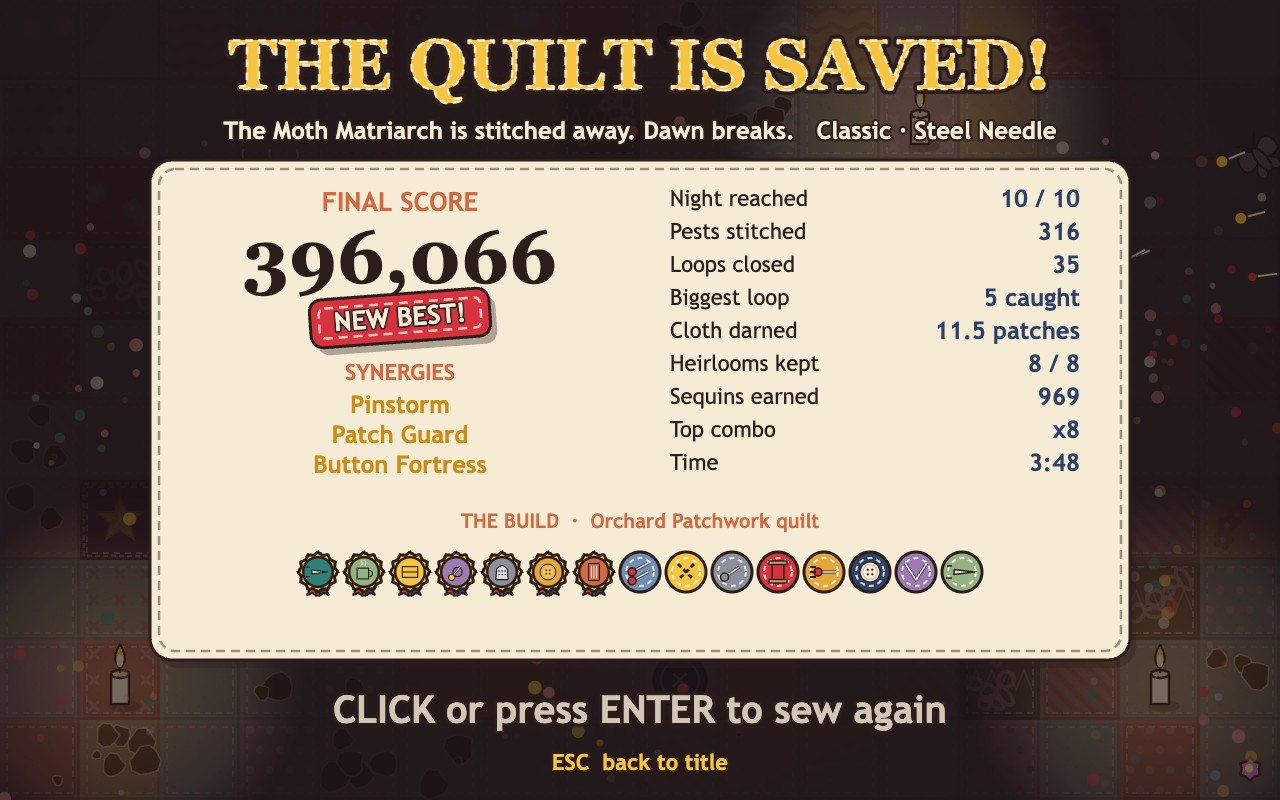 THE QUILT IS SAVED!
The Moth Matriarch is stitched away. Dawn breaks. Classic · Steel Needle
FINAL SCORE
396,066
NEW BEST!
SYNERGIES
Pinstorm
Patch Guard
Button Fortress
Night reached 10 / 10
Pests stitched 316
Loops closed 35
Biggest loop 5 caught
Cloth darned 11.5 patches
Heirlooms kept 8 / 8
Sequins earned 969
Top combo x8
Time 3:48
THE BUILD · Orchard Patchwork quilt
CLICK or press ENTER to sew again
ESC back to title